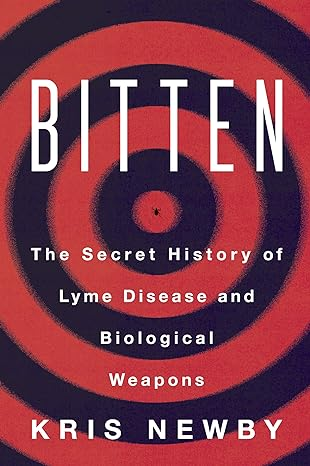 BITTEN
The Secret History of
Lyme Disease and
Biological
Weapons
KRIS NEWBY